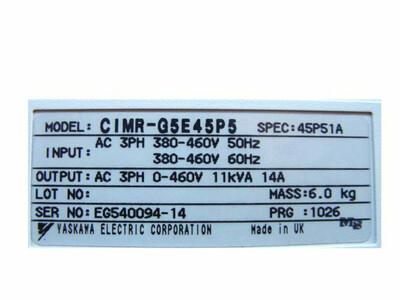 MODEL: CIMR-G5E45P5 SPEC:45P51A
INPUT: AC 3PH 380-460V 50Hz
380-460V 60Hz
OUTPUT: AC 3PH 0-460V 11kVA 14A
LOT NO: MASS:6.0 kg
SER NO: EG540094-14 PRG :1026
YASKAWA ELECTRIC CORPORATION Made in UK